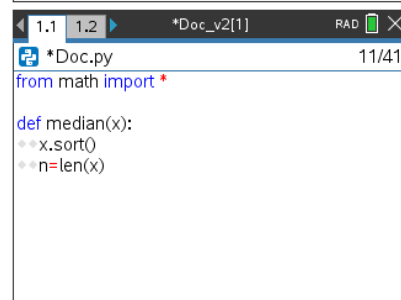 1.1 1.2 *Doc_v2[1] RAD
*Doc.py 11/41
from math import *
def median(x):
x.sort()
n=len(x)